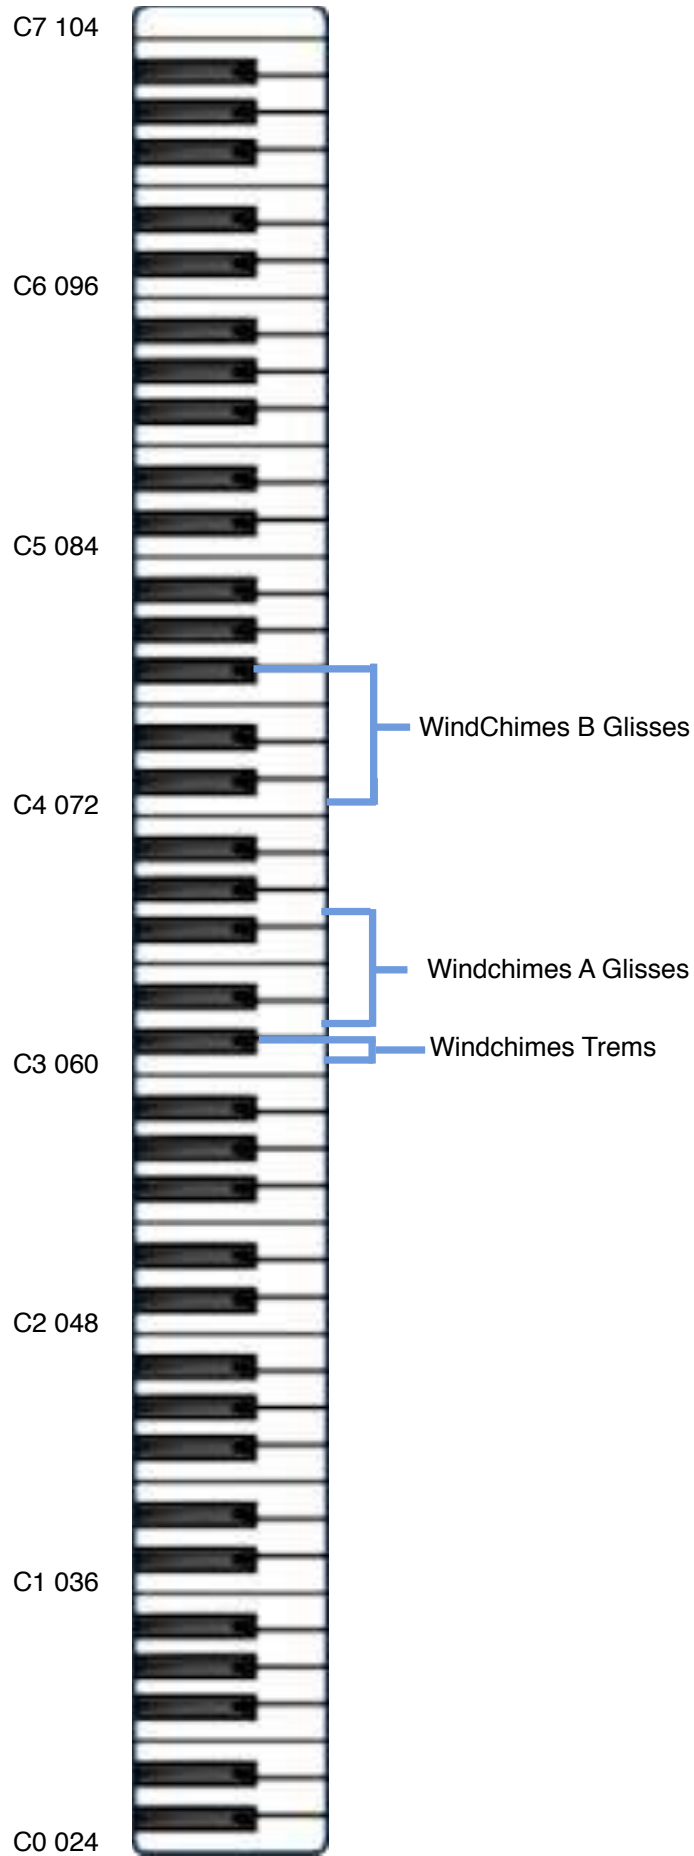 C7 104
C6 096
C5 084
WindChimes B Glisses
C4 072
Windchimes A Glisses
Windchimes Trems
C3 060
C2 048
C1 036
C0 024